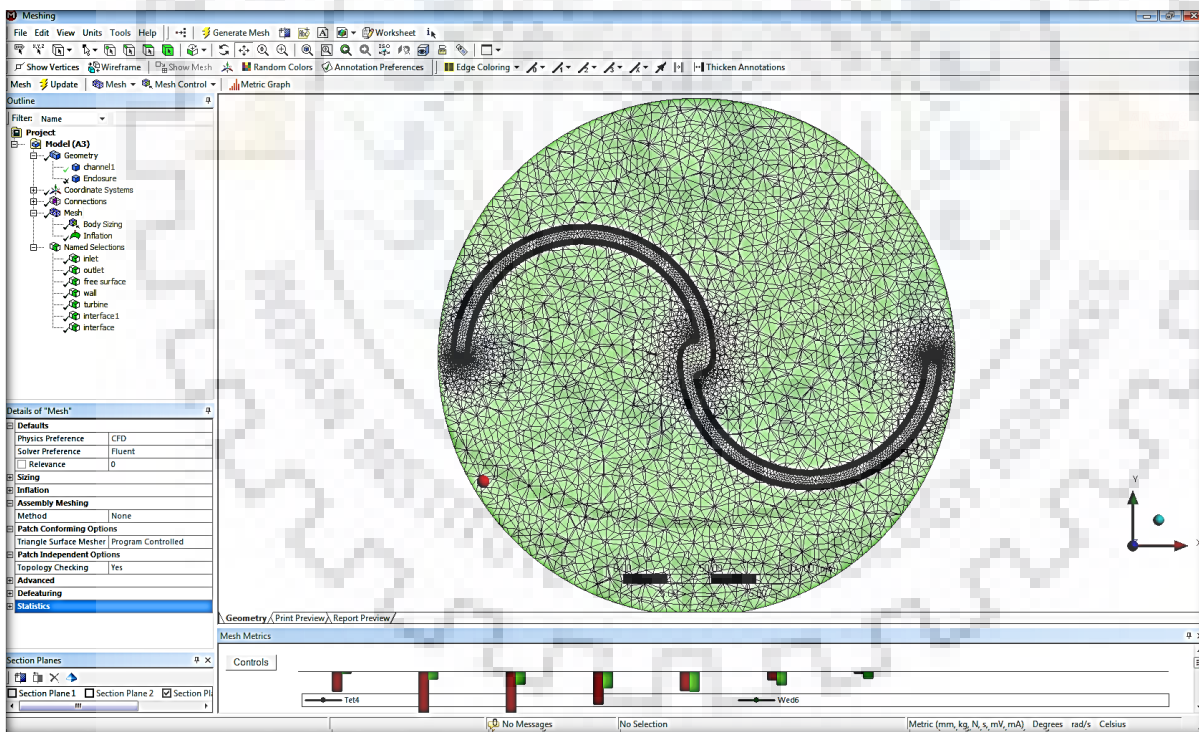 Meshing
File Edit View Units Tools Help Generate Mesh A Worksheet
Show Vertices Wireframe Show Mesh Random Colors Annotation Preferences Edge Coloring Thicken Annotations
Mesh Update Mesh Mesh Control Metric Graph
Outline
Filter: Name
Project
Model (A3)
Geometry
channel1
Enclosure
Coordinate Systems
Connections
Mesh
Body Sizing
Inflation
Named Selections
inlet
outlet
free surface
wall
turbine
interface1
interface
Details of "Mesh"
Defaults
Physics Preference CFD
Solver Preference Fluent
Relevance 0
Sizing
Inflation
Assembly Meshing
Method None
Patch Conforming Options
Triangle Surface Mesher Program Controlled
Patch Independent Options
Topology Checking Yes
Advanced
Defeaturing
Statistics
Y
X
Geometry Print Preview Report Preview
Section Planes
Section Plane 1 Section Plane 2 Section Pl
Mesh Metrics
Controls
Tet4 Wed6
No Messages No Selection Metric (mm, kg, N, s, mV, mA) Degrees rad/s Celsius